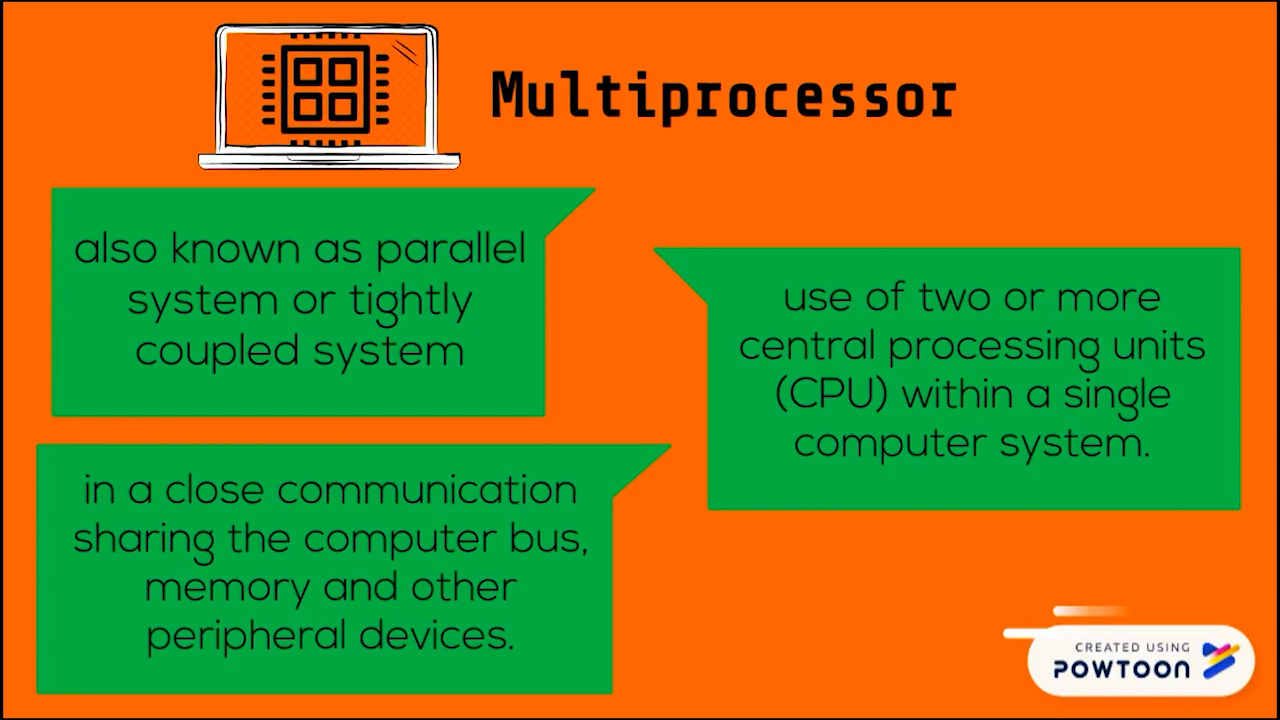 Multiprocessor
also known as parallel
system or tightly
coupled system
use of two or more
central processing units
(CPU) within a single
computer system.
in a close communication
sharing the computer bus,
memory and other
peripheral devices.
CREATED USING
POWTOON